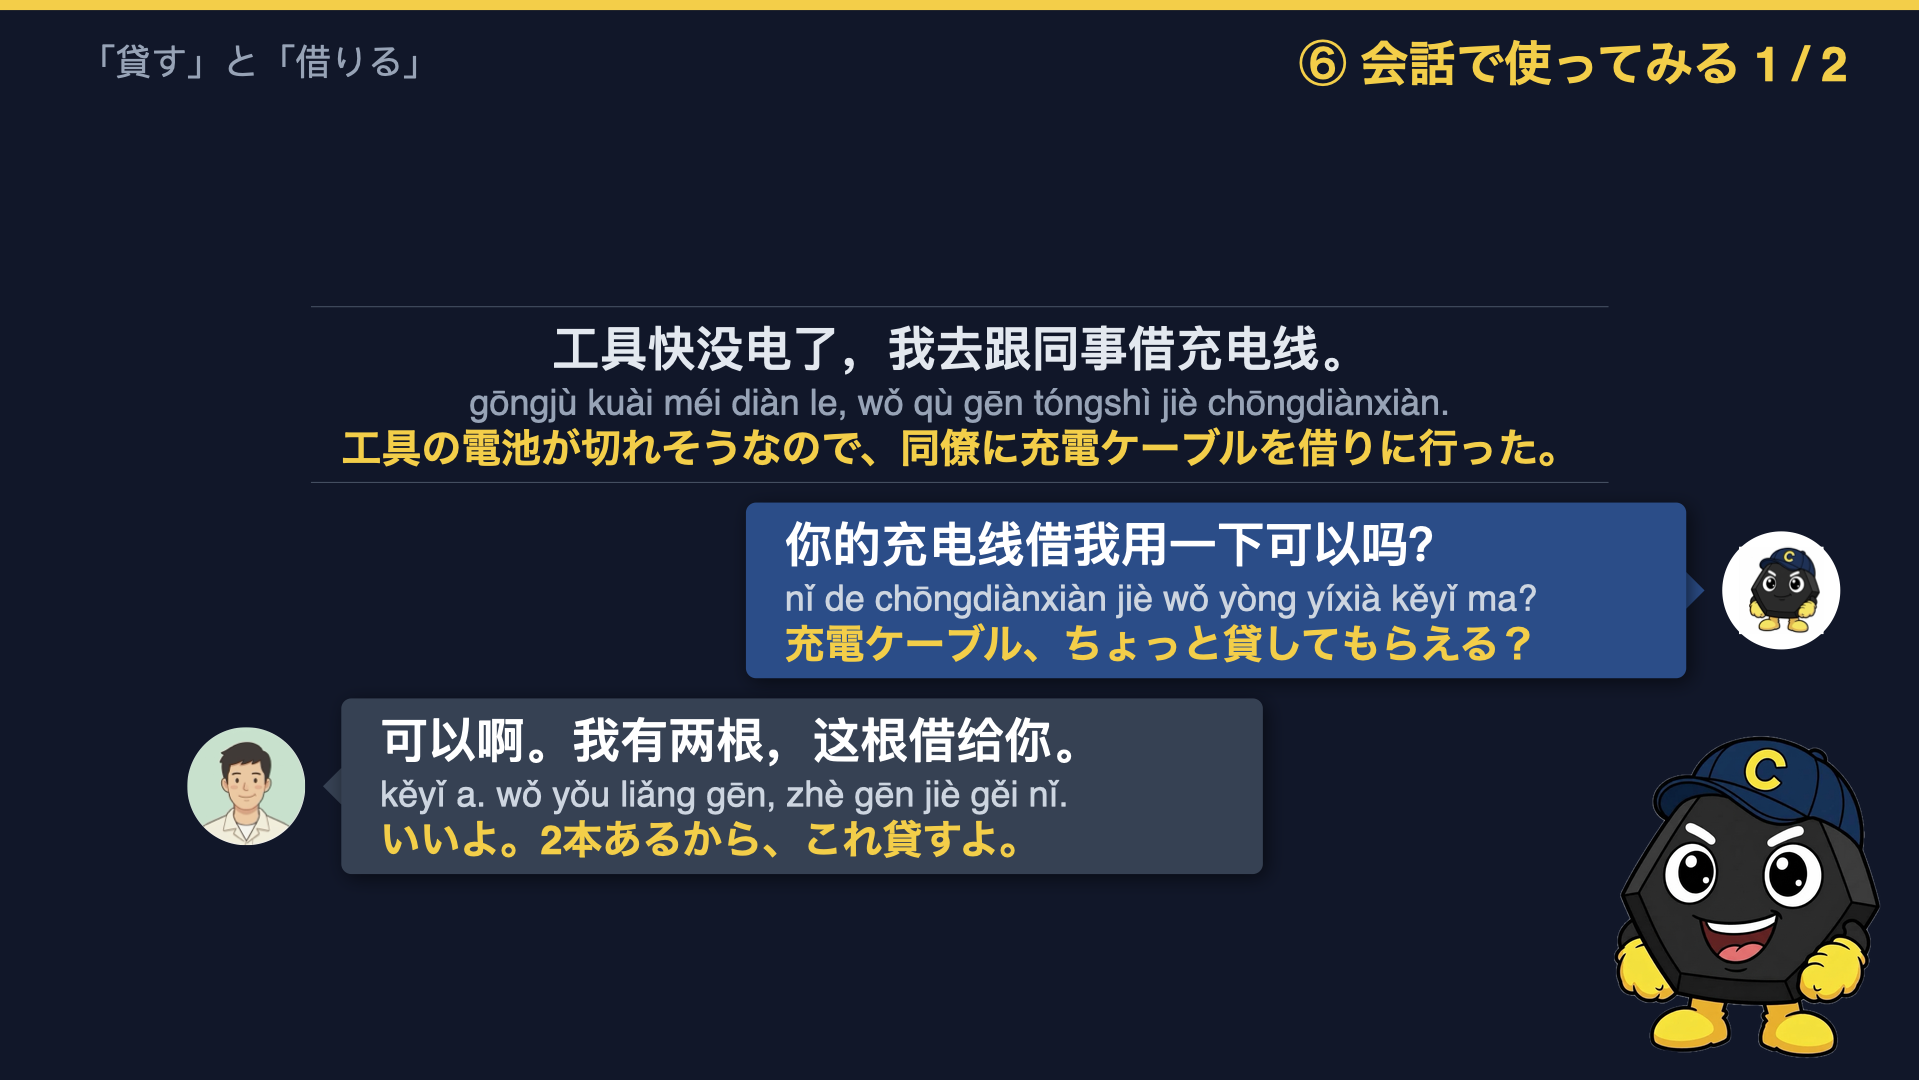 「貸す」と「借りる」
⑥ 会話で使ってみる 1 / 2
工具快没电了，我去跟同事借充电线。
gōngjù kuài méi diàn le, wǒ qù gēn tóngshì jiè chōngdiànxiàn.
工具の電池が切れそうなので、同僚に充電ケーブルを借りに行った。
你的充电线借我用一下可以吗?
nǐ de chōngdiànxiàn jiè wǒ yòng yíxià kěyǐ ma?
充電ケーブル、ちょっと貸してもらえる？
C
可以啊。我有两根，这根借给你。
kěyǐ a. wǒ yǒu liǎng gēn, zhè gēn jiè gěi nǐ.
いいよ。2本あるから、これ貸すよ。
C